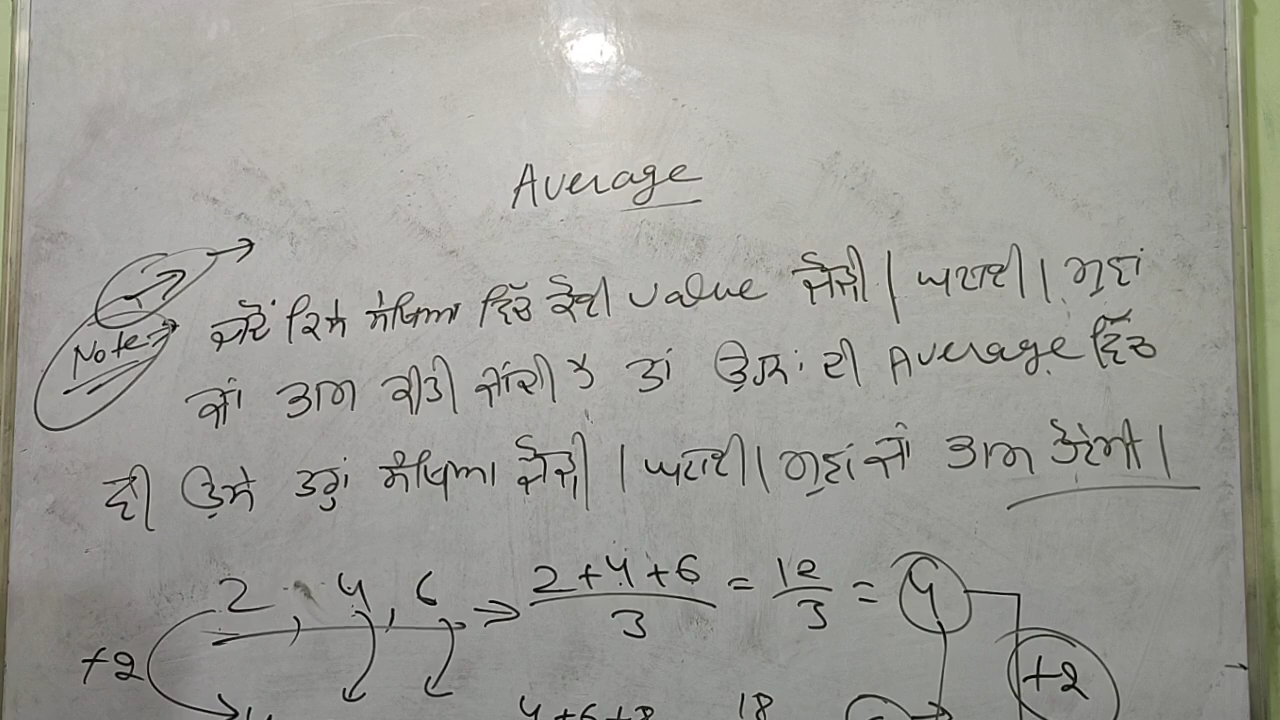 Average
Note → ਜਦੋਂ ਕਿਸੇ ਸੰਖਿਆ ਵਿੱਚ ਕੋਈ value ਜੋੜੀ | ਘਟਾਈ | ਗੁਣਾਂ
ਜਾਂ ਭਾਗ ਕੀਤੀ ਜਾਂਦੀ ਹੈ ਤਾਂ ਉਹਨਾਂ ਦੀ Average ਵਿੱਚ
ਵੀ ਉਸੇ ਤਰ੍ਹਾਂ ਸੰਖਿਆ ਜੋੜੀ | ਘਟਾਈ | ਗੁਣਾਂ ਜਾਂ ਭਾਗ ਹੋਵੇਗੀ |
2, 4, 6 → 2+4+6/3 = 12/3 = 4
+2 +2
4+6+8 18